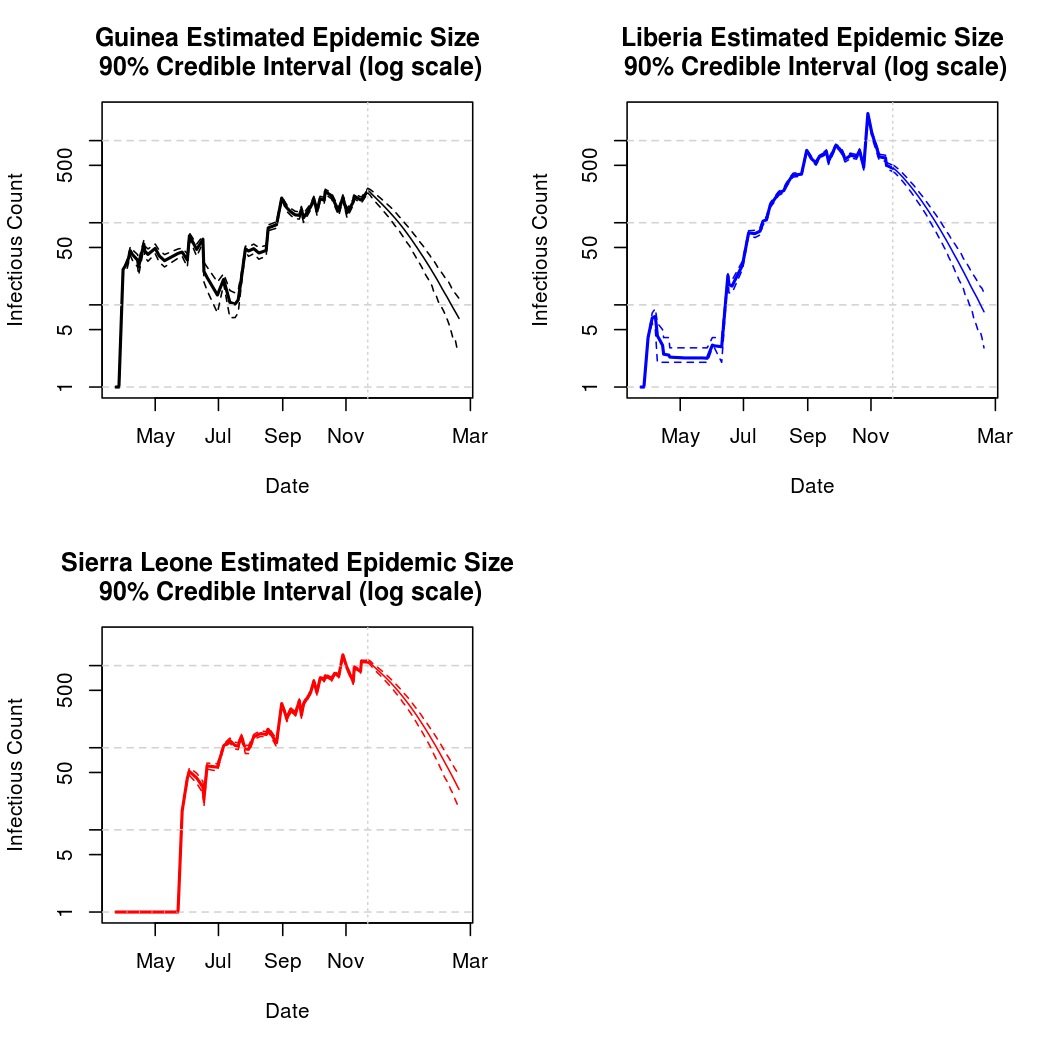 Guinea Estimated Epidemic Size
90% Credible Interval (log scale)
Infectious Count
500
50
5
1
May Jul Sep Nov Mar
Date
Liberia Estimated Epidemic Size
90% Credible Interval (log scale)
Infectious Count
500
50
5
1
May Jul Sep Nov Mar
Date
Sierra Leone Estimated Epidemic Size
90% Credible Interval (log scale)
Infectious Count
500
50
5
1
May Jul Sep Nov Mar
Date